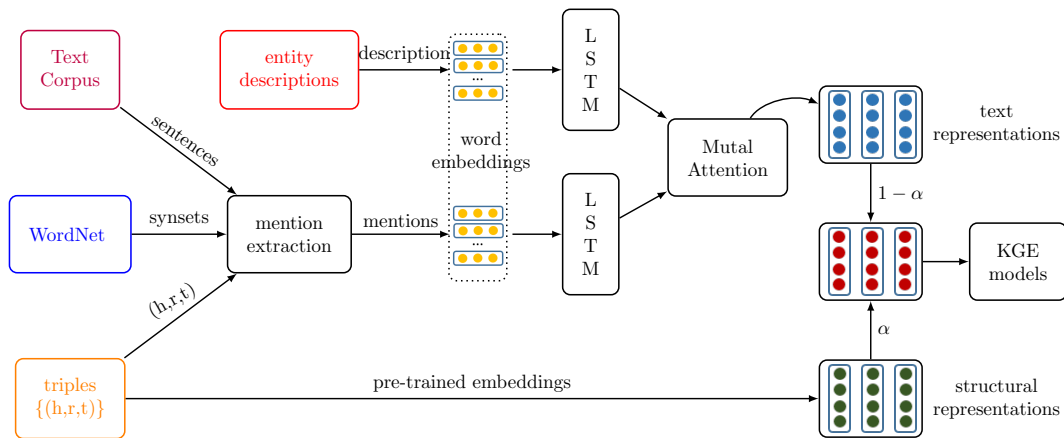 Text
Corpus
entity
descriptions
description
...
L
S
T
M
sentences
word
embeddings
Mutal
Attention
text
representations
1 − α
WordNet
synsets
mention
extraction
mentions
...
L
S
T
M
KGE
models
(h,r,t)
α
triples
{(h,r,t)}
pre-trained embeddings
structural
representations